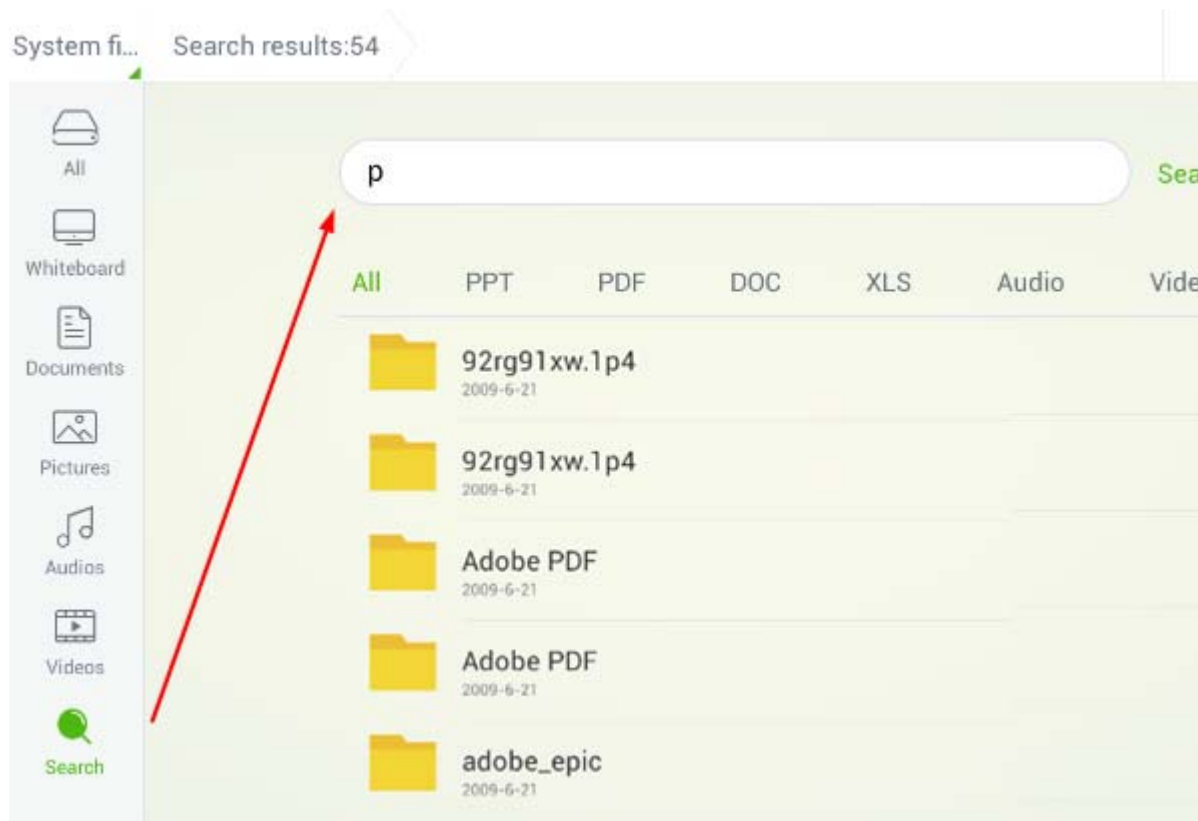 System fi... Search results:54
All
Whiteboard
Documents
Pictures
Audios
Videos
Search
p Sea
All PPT PDF DOC XLS Audio Vide
92rg91xw.1p4
2009-6-21
92rg91xw.1p4
2009-6-21
Adobe PDF
2009-6-21
Adobe PDF
2009-6-21
adobe_epic
2009-6-21